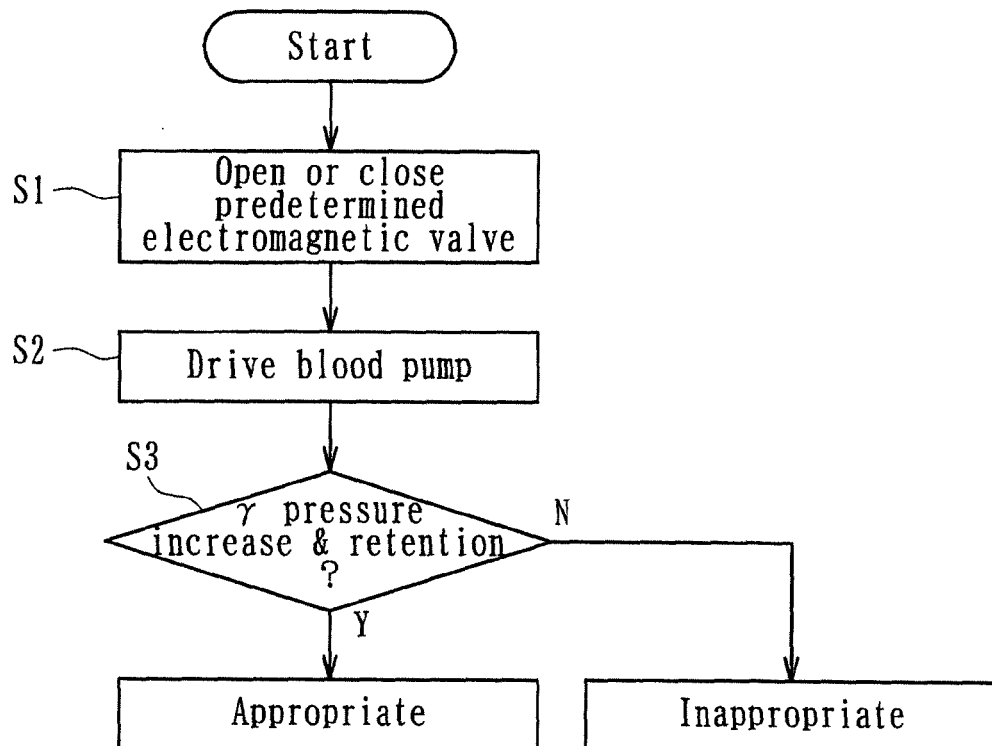 Start
S1
Open or close
predetermined
electromagnetic valve
S2
Drive blood pump
S3
γ pressure
increase & retention
?
N
Y
Appropriate
Inappropriate